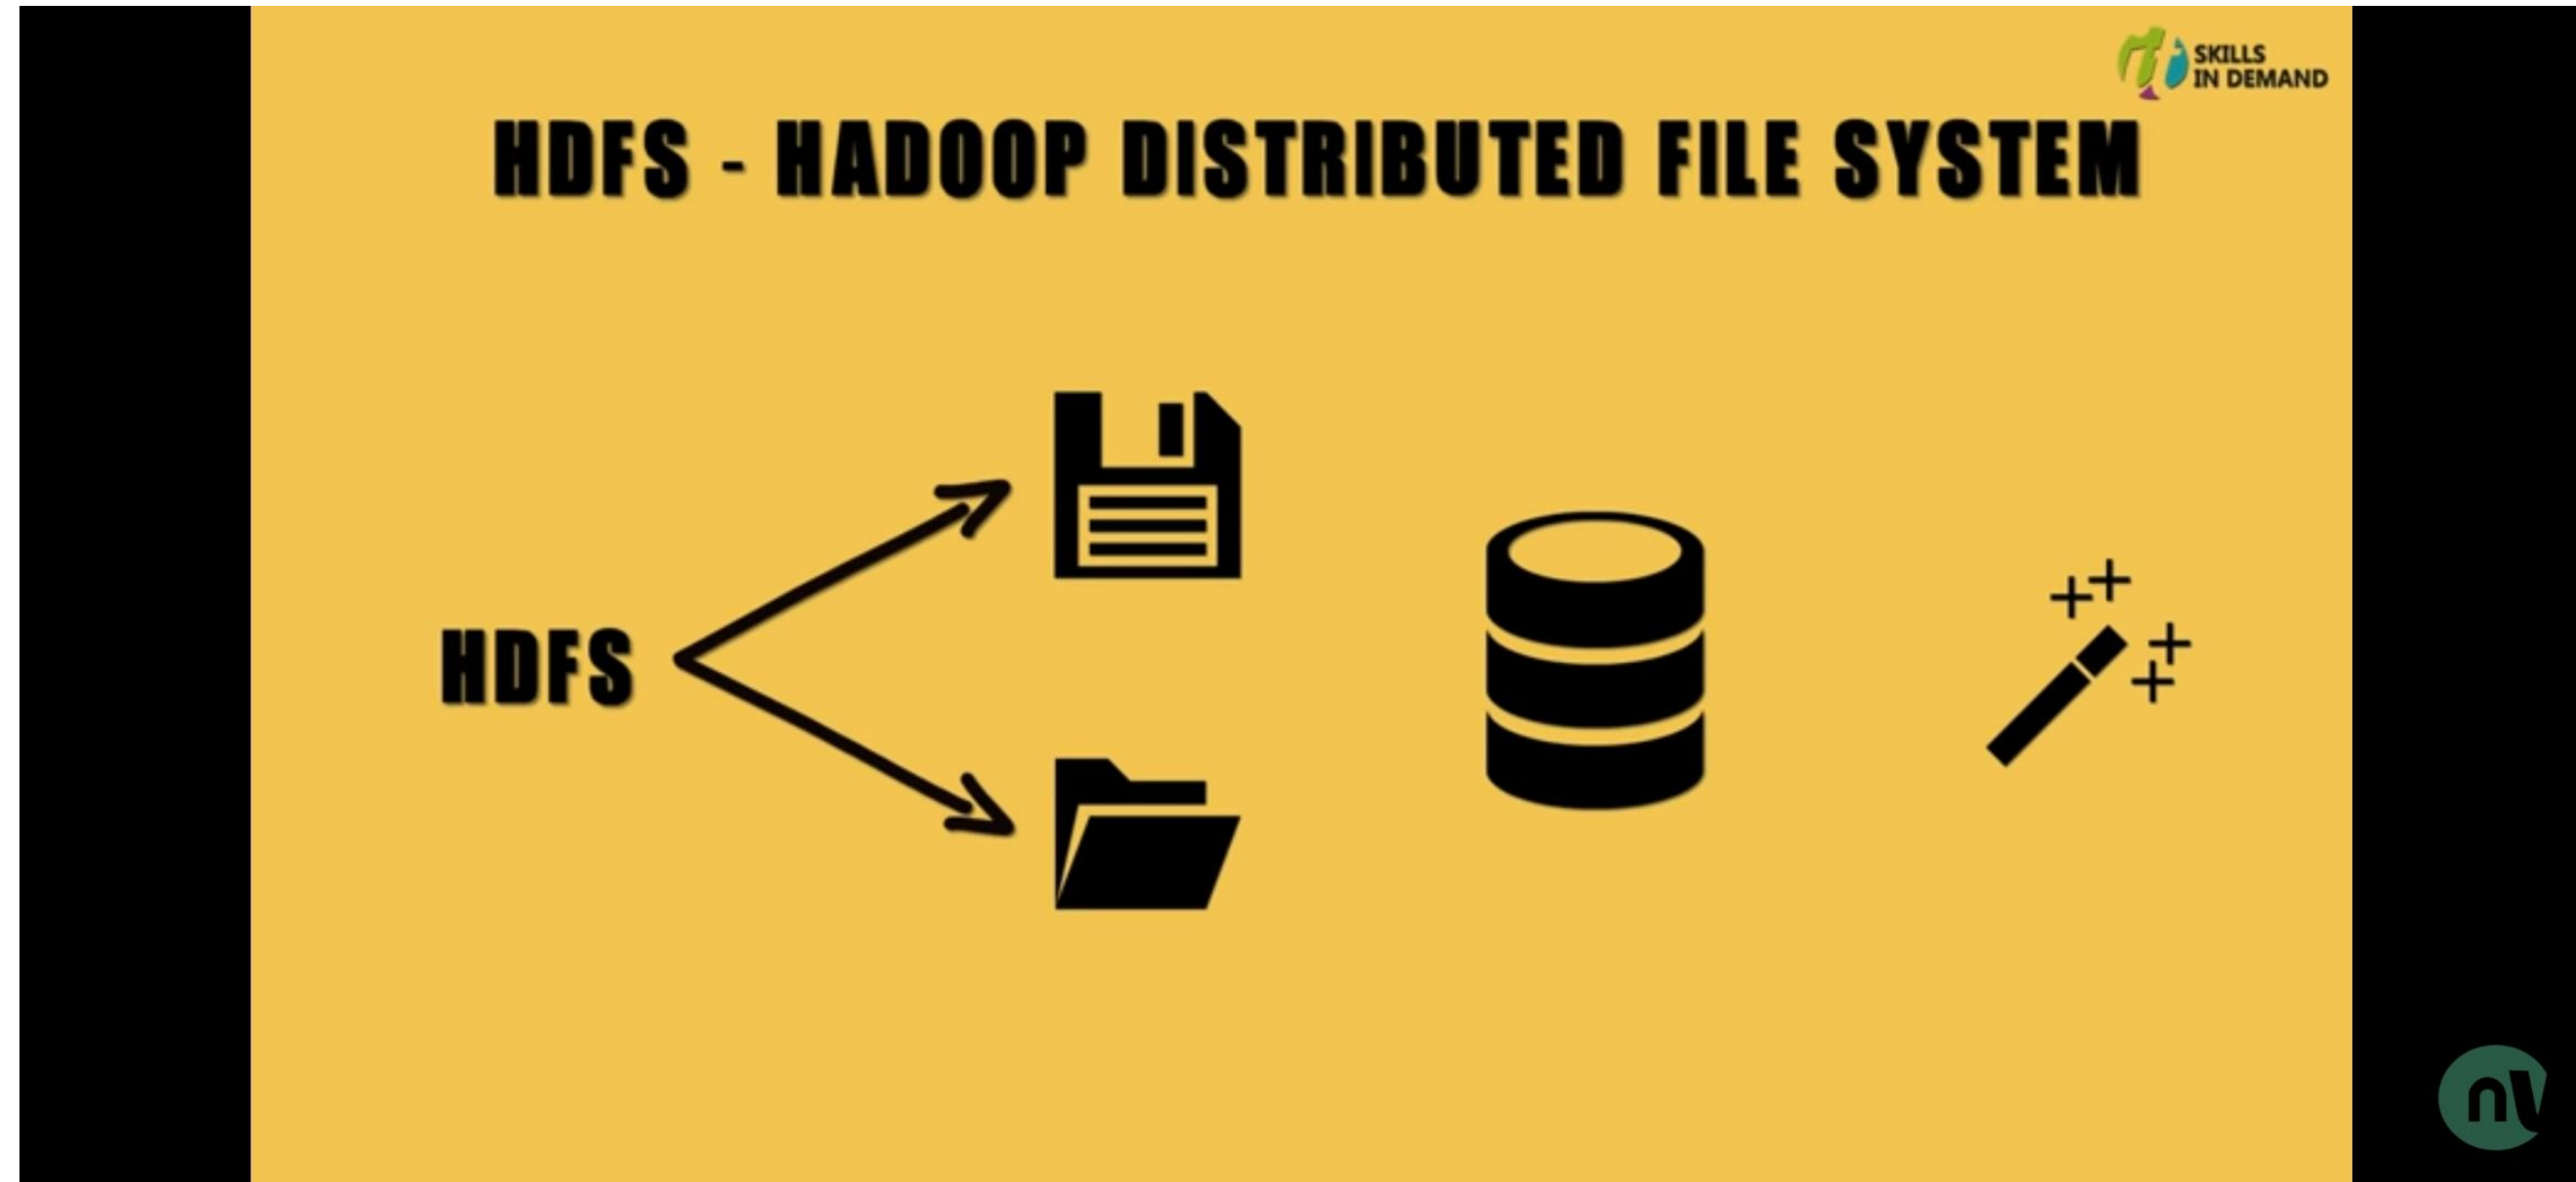 SKILLS
IN DEMAND
HDFS - HADOOP DISTRIBUTED FILE SYSTEM
HDFS